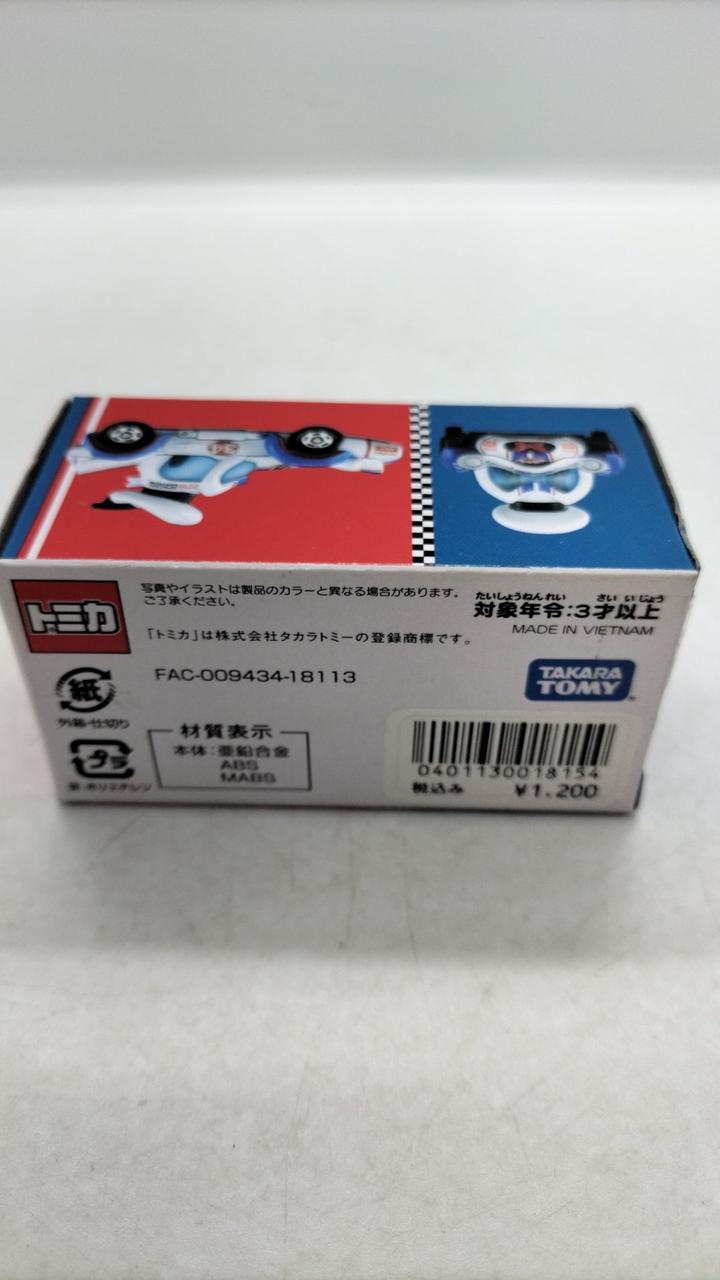 トミカ
写真やイラストは製品のカラーと異なる場合があります。
ご了承ください。
「トミカ」は株式会社タカラトミーの登録商標です。
たいしょうねんれい さい いじょう
対象年令:3才以上
MADE IN VIETNAM
FAC-009434-18113
TAKARA
TOMY
紙
外箱・仕切り
プラ
袋:ポリエチレン
材質表示
本体:亜鉛合金
ABS
MABS
0401130018154
税込み ¥1.200